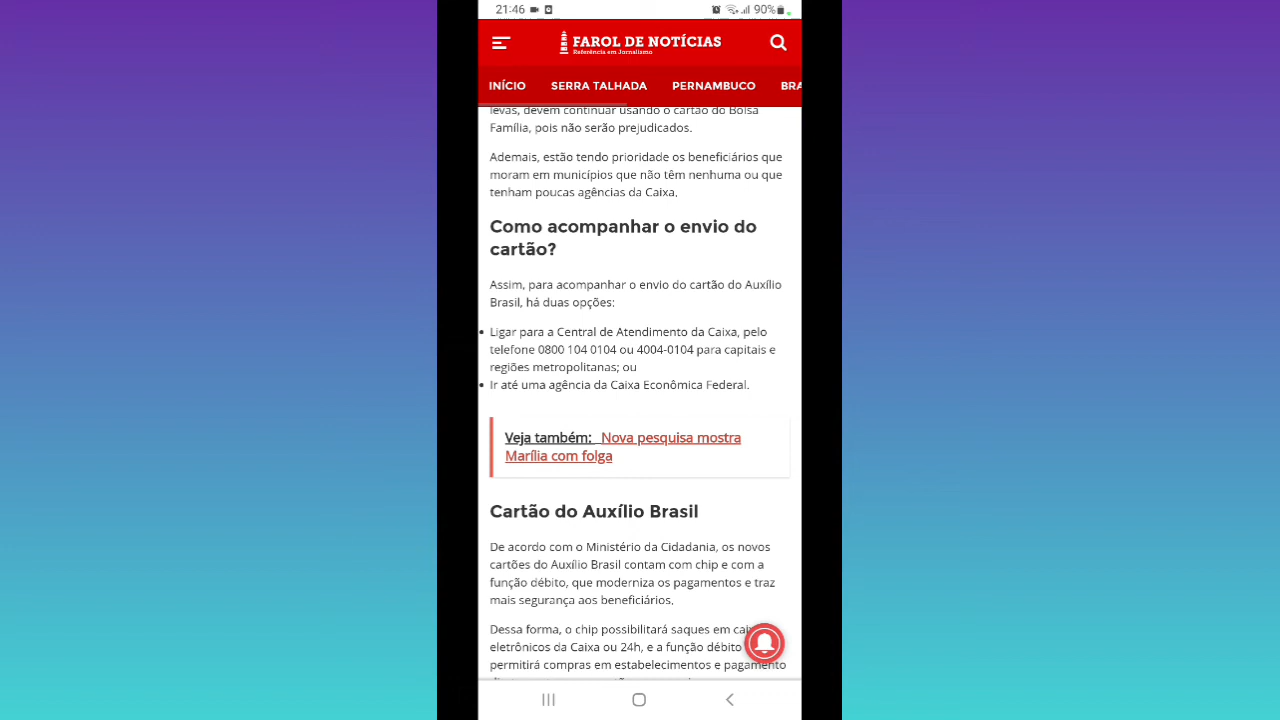 21:46 90%
FAROL DE NOTÍCIAS
Referência em Jornalismo
INÍCIO SERRA TALHADA PERNAMBUCO BRA
levas, devem continuar usando o cartão do Bolsa
Família, pois não serão prejudicados.
Ademais, estão tendo prioridade os beneficiários que
moram em municípios que não têm nenhuma ou que
tenham poucas agências da Caixa.
Como acompanhar o envio do
cartão?
Assim, para acompanhar o envio do cartão do Auxílio
Brasil, há duas opções:
• Ligar para a Central de Atendimento da Caixa, pelo
telefone 0800 104 0104 ou 4004-0104 para capitais e
regiões metropolitanas; ou
• Ir até uma agência da Caixa Econômica Federal.
Veja também: Nova pesquisa mostra
Marília com folga
Cartão do Auxílio Brasil
De acordo com o Ministério da Cidadania, os novos
cartões do Auxílio Brasil contam com chip e com a
função débito, que moderniza os pagamentos e traz
mais segurança aos beneficiários.
Dessa forma, o chip possibilitará saques em
eletrônicos da Caixa ou 24h, e a função débito
permitirá compras em estabelecimentos e pagamento